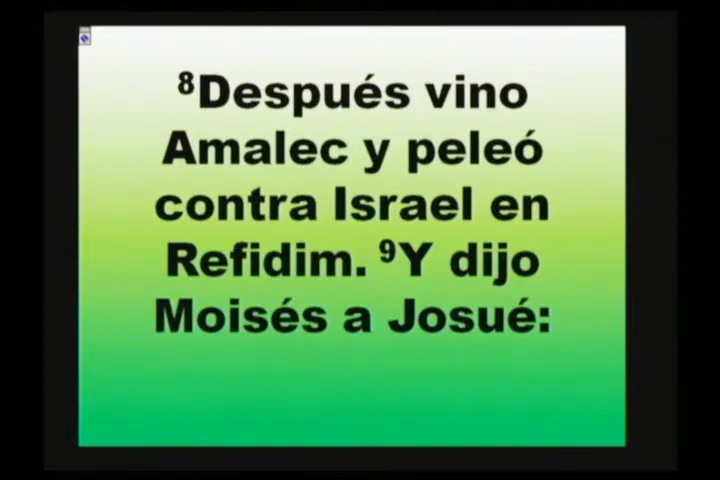 ⁸Después vino
Amalec y peleó
contra Israel en
Refidim. ⁹Y dijo
Moisés a Josué: